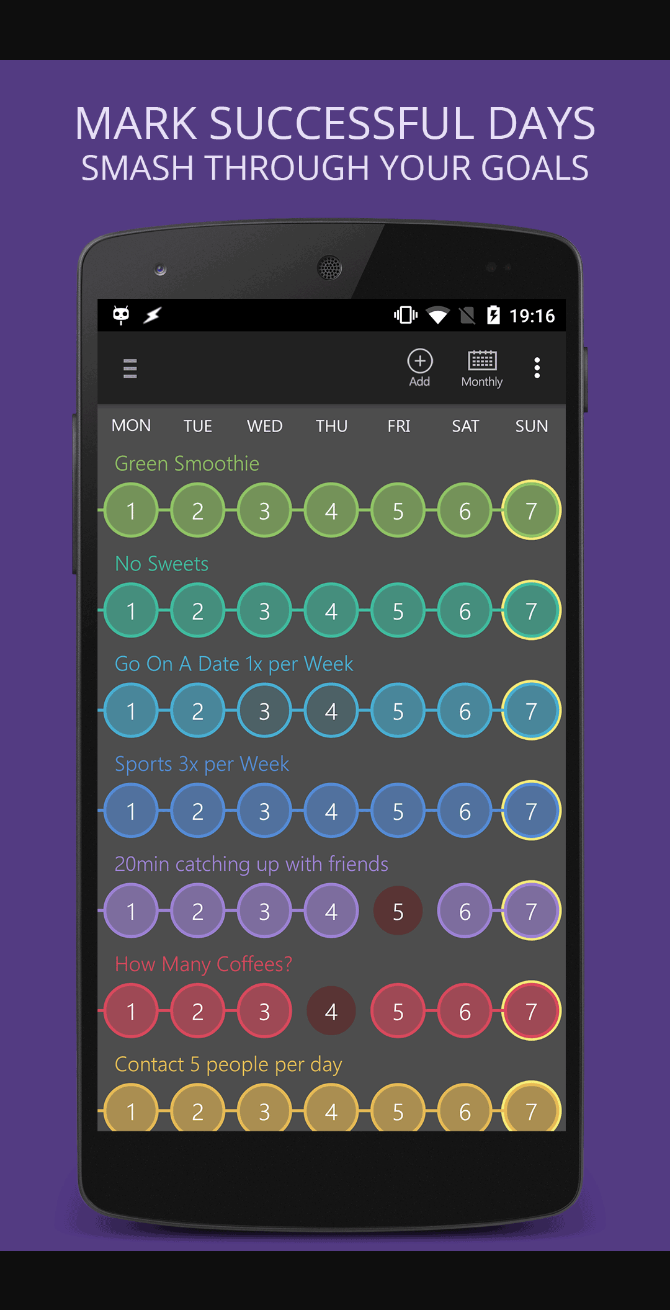 MARK SUCCESSFUL DAYS
SMASH THROUGH YOUR GOALS
19:16
Add Monthly
MON TUE WED THU FRI SAT SUN
Green Smoothie
1 2 3 4 5 6 7
No Sweets
1 2 3 4 5 6 7
Go On A Date 1x per Week
1 2 3 4 5 6 7
Sports 3x per Week
1 2 3 4 5 6 7
20min catching up with friends
1 2 3 4 5 6 7
How Many Coffees?
1 2 3 4 5 6 7
Contact 5 people per day
1 2 3 4 5 6 7